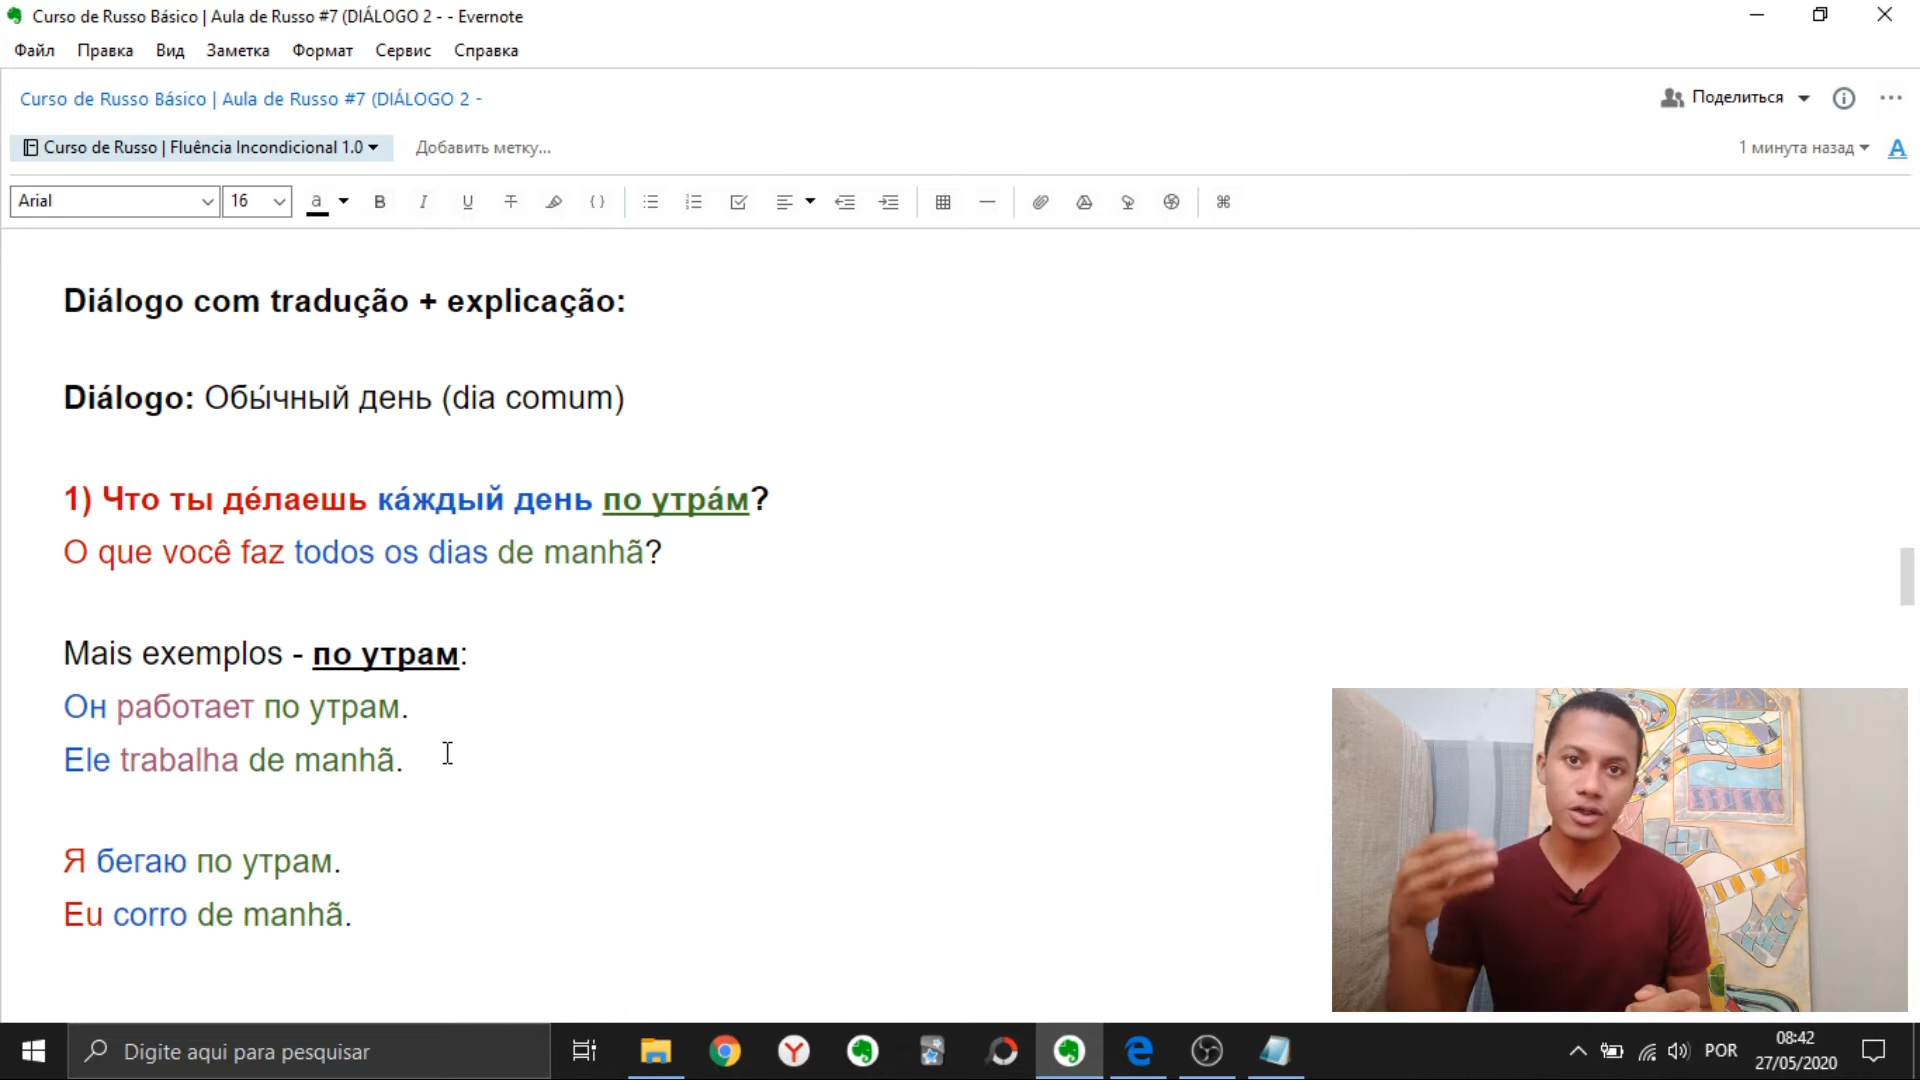 Curso de Russo Básico | Aula de Russo #7 (DIÁLOGO 2 - - Evernote
Файл Правка Вид Заметка Формат Сервис Справка
Curso de Russo Básico | Aula de Russo #7 (DIÁLOGO 2 -
Поделиться
Curso de Russo | Fluência Incondicional 1.0
Добавить метку...
1 минута назад
Arial 16
Diálogo com tradução + explicação:
Diálogo: Обы́чный день (dia comum)
1) Что ты де́лаешь ка́ждый день по утра́м?
O que você faz todos os dias de manhã?
Mais exemplos - по утрам:
Он работает по утрам.
Ele trabalha de manhã.
Я бегаю по утрам.
Eu corro de manhã.
Digite aqui para pesquisar
POR
08:42
27/05/2020